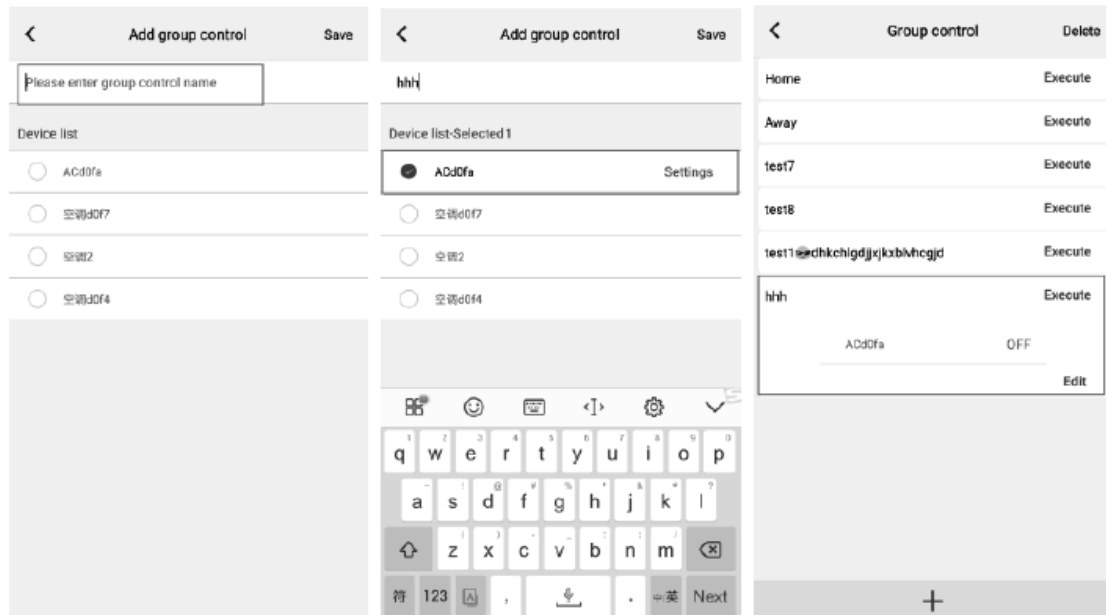 Add group control
Save
Please enter group control name
Device list
ACd0fa
空调d0f7
空调2
空调d0f4
Add group control
Save
hhh
Device list-Selected1
ACd0fa
Settings
空调d0f7
空调2
空调d0f4
q w e r t y u i o p
a s d f g h j k l
z x c v b n m
符 123 , . 中/英 Next
Group control
Delete
Home
Execute
Away
Execute
test7
Execute
test8
Execute
Execute
hhh
Execute
ACd0fa
OFF
Edit